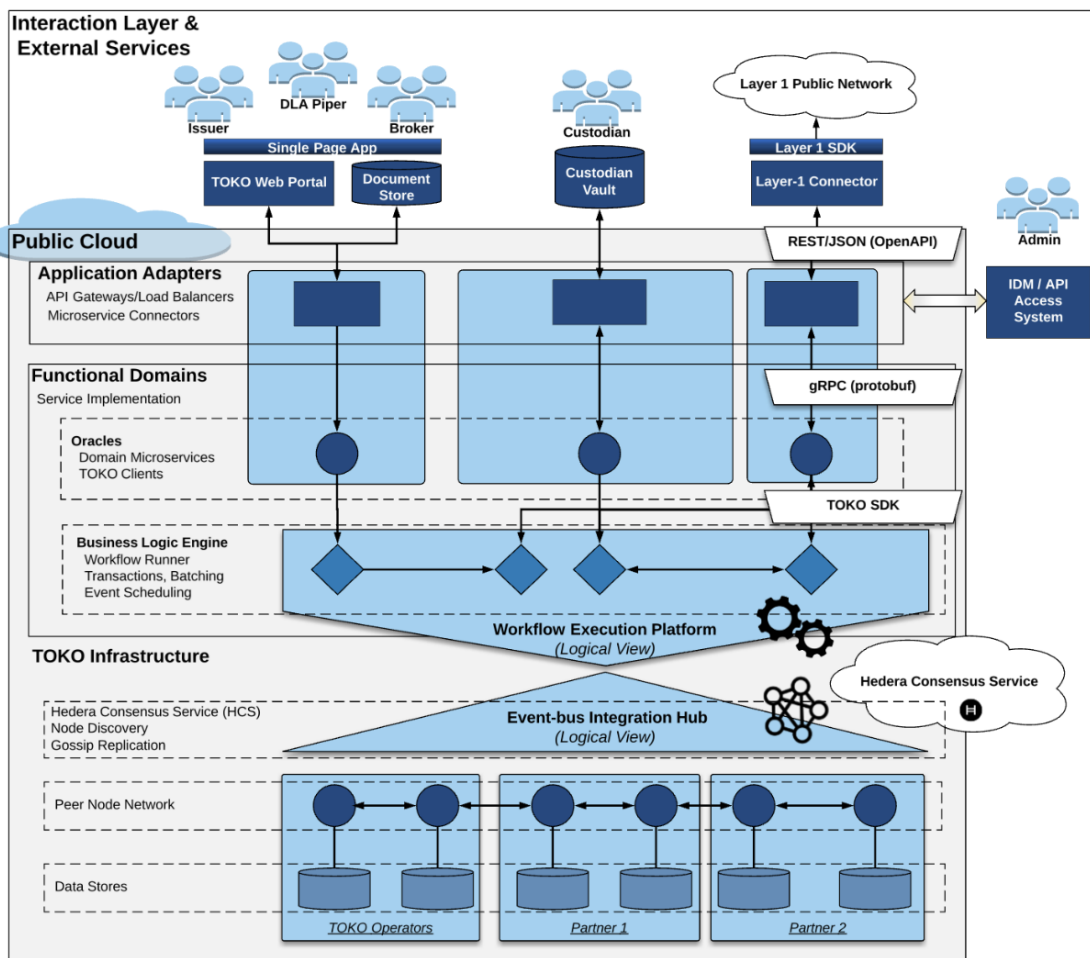 Interaction Layer &
External Services
DLA Piper
Issuer
Broker
Custodian
Layer 1 Public Network
Single Page App
Layer 1 SDK
TOKO Web Portal
Document
Store
Custodian
Vault
Layer-1 Connector
Admin
Public Cloud
REST/JSON (OpenAPI)
Application Adapters
API Gateways/Load Balancers
Microservice Connectors
IDM / API
Access
System
Functional Domains
Service Implementation
gRPC (protobuf)
Oracles
Domain Microservices
TOKO Clients
TOKO SDK
Business Logic Engine
Workflow Runner
Transactions, Batching
Event Scheduling
Workflow Execution Platform
(Logical View)
TOKO Infrastructure
Hedera Consensus Service
Hedera Consensus Service (HCS)
Node Discovery
Gossip Replication
Event-bus Integration Hub
(Logical View)
Peer Node Network
Data Stores
TOKO Operators
Partner 1
Partner 2